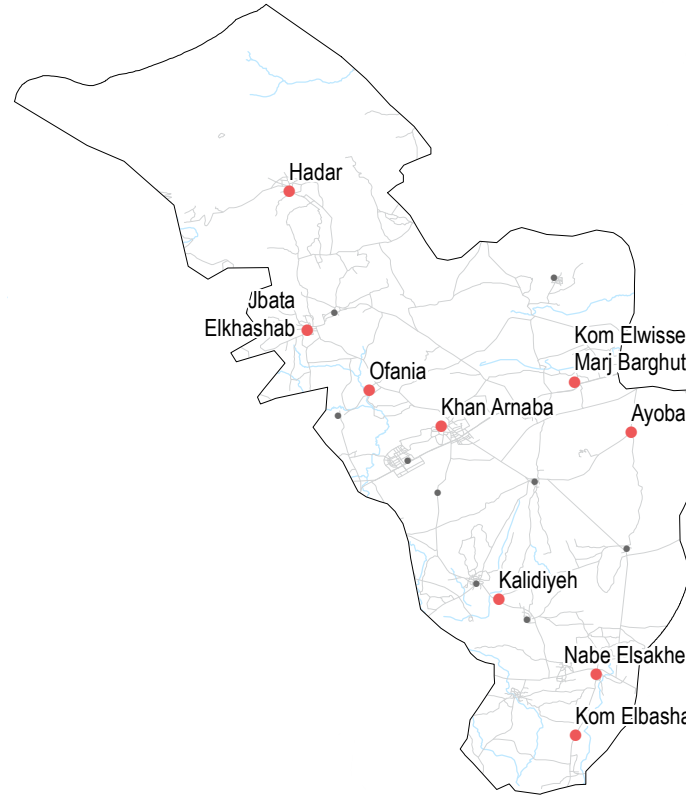 Hadar
Jbata
Elkhashab
Kom Elwisse
Marj Barghut
Ofania
Khan Arnaba
Ayoba
Kalidiyeh
Nabe Elsakhe
Kom Elbasha